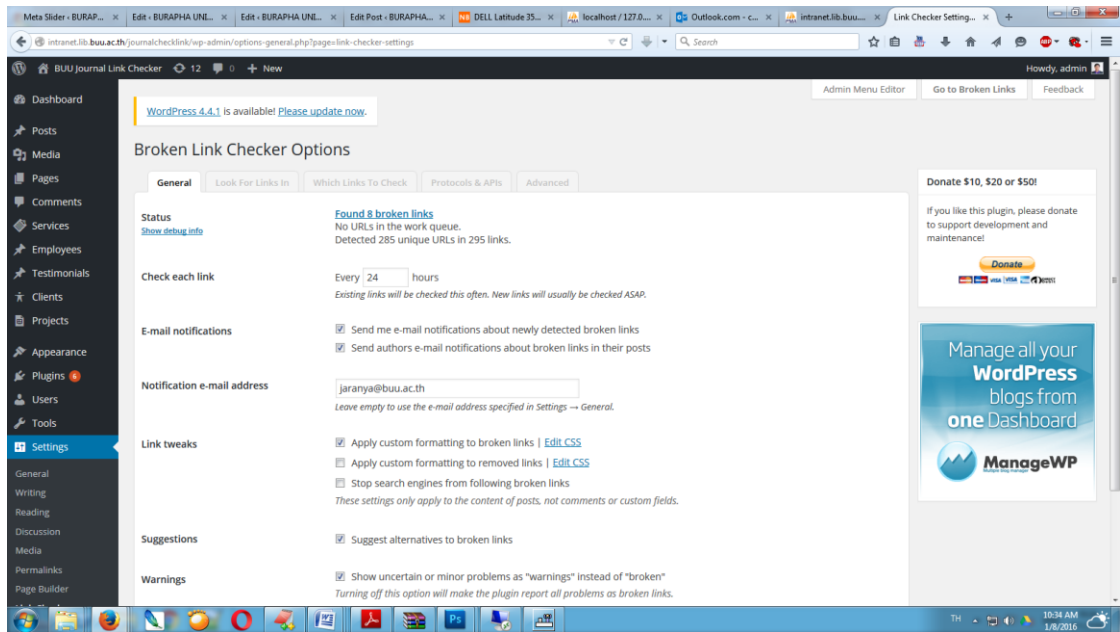 Meta Slider ‹ BURAP...
Edit ‹ BURAPHA UNI...
Edit ‹ BURAPHA UNI...
Edit Post ‹ BURAPHA...
DELL Latitude 35...
localhost / 127.0....
Outlook.com - c...
intranet.lib.buu....
Link Checker Setting...
intranet.lib.buu.ac.th/journalchecklink/wp-admin/options-general.php?page=link-checker-settings
Search
BUU Journal Link Checker 12 0 + New
Howdy, admin
Dashboard
Posts
Media
Pages
Comments
Services
Employees
Testimonials
Clients
Projects
Appearance
Plugins 6
Users
Tools
Settings
General
Writing
Reading
Discussion
Media
Permalinks
Page Builder
Admin Menu Editor
Go to Broken Links
Feedback
WordPress 4.4.1 is available! Please update now.
Broken Link Checker Options
General
Look For Links In
Which Links To Check
Protocols & APIs
Advanced
Status
Show debug info
Found 8 broken links
No URLs in the work queue.
Detected 285 unique URLs in 295 links.
Check each link
Every 24 hours
Existing links will be checked this often. New links will usually be checked ASAP.
E-mail notifications
Send me e-mail notifications about newly detected broken links
Send authors e-mail notifications about broken links in their posts
Notification e-mail address
jaranya@buu.ac.th
Leave empty to use the e-mail address specified in Settings → General.
Link tweaks
Apply custom formatting to broken links | Edit CSS
Apply custom formatting to removed links | Edit CSS
Stop search engines from following broken links
These settings only apply to the content of posts, not comments or custom fields.
Suggestions
Suggest alternatives to broken links
Warnings
Show uncertain or minor problems as "warnings" instead of "broken"
Turning off this option will make the plugin report all problems as broken links.
Donate $10, $20 or $50!
If you like this plugin, please donate
to support development and
maintenance!
Donate
Manage all your
WordPress
blogs from
one Dashboard
ManageWP
TH
10:34 AM
1/8/2016